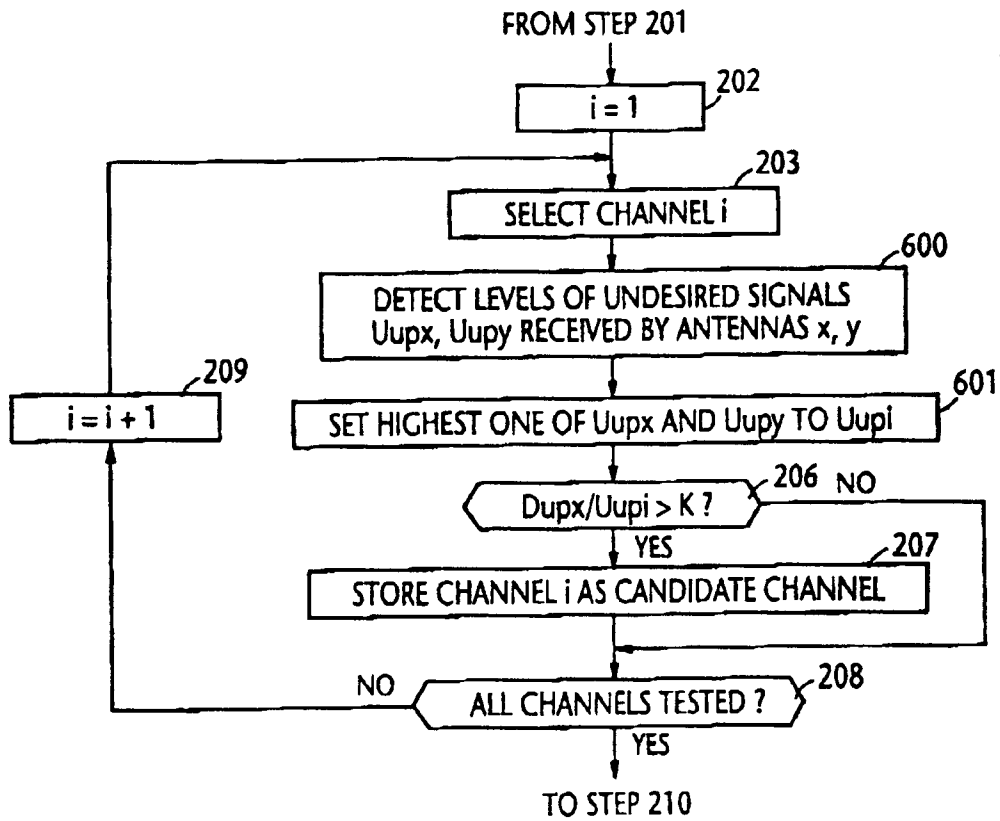 FROM STEP 201
202
i = 1
203
SELECT CHANNEL i
600
DETECT LEVELS OF UNDESIRED SIGNALS
Uupx, Uupy RECEIVED BY ANTENNAS x, y
209
i = i + 1
601
SET HIGHEST ONE OF Uupx AND Uupy TO Uupi
206
NO
Dupx/Uupi > K ?
YES
207
STORE CHANNEL i AS CANDIDATE CHANNEL
NO
208
ALL CHANNELS TESTED ?
YES
TO STEP 210